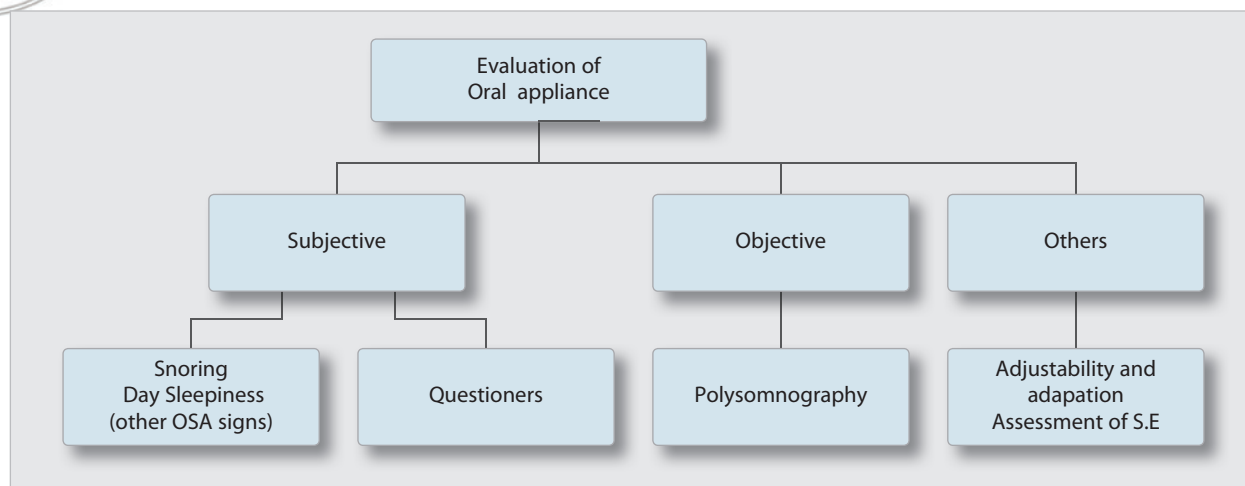 Evaluation of
Oral appliance
Subjective
Objective
Others
Snoring
Day Sleepiness
(other OSA signs)
Questioners
Polysomnography
Adjustability and
adapation
Assessment of S.E